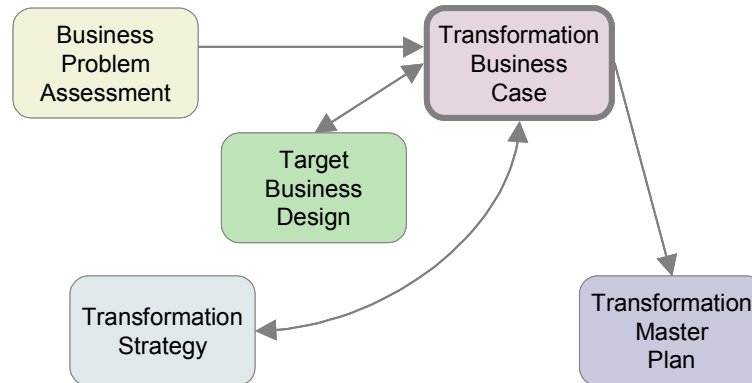 Business
Problem
Assessment
Transformation
Business
Case
Target
Business
Design
Transformation
Strategy
Transformation
Master
Plan